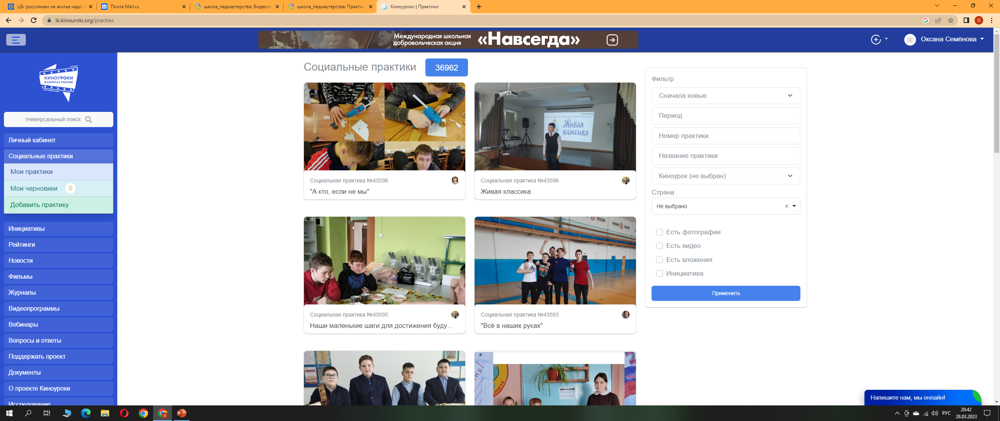 ЦБ: россиянам на жилье надо к
Почта Mail.ru
школа_педмастерства: Видеоле
школа_педмастерства: Практич
Киноуроки | Практики
lk.kinouroki.org/practies
О
Международная школьная
добровольческая акция
«Навсегда»
Оксана Семёнова
КИНОУРОКИ
В ШКОЛАХ РОССИИ
Универсальный поиск
Личный кабинет
Социальные практики
Мои практики
Мои черновики 0
Добавить практику
Инициативы
Рейтинги
Новости
Фильмы
Журналы
Видеопрограммы
Вебинары
Вопросы и ответы
Поддержать проект
Документы
О проекте Киноуроки
Исследование
Социальные практики 36962
Живая
классика
Социальная практика №43598
"А кто, если не мы"
Социальная практика №43596
Живая классика
CANADA
Социальная практика №43595
Наши маленькие шаги для достижения буду…
Социальная практика №43593
"Всё в наших руках"
ПЛАНЕТУ
Акция
Фильтр
Сначала новые
Период
Номер практики
Название практики
Киноурок (не выбран)
Страна
Не выбрано
Есть фотографии
Есть видео
Есть вложения
Инициатива
Применить
Напишите нам, мы онлайн!
РУС
20:42
28.03.2023